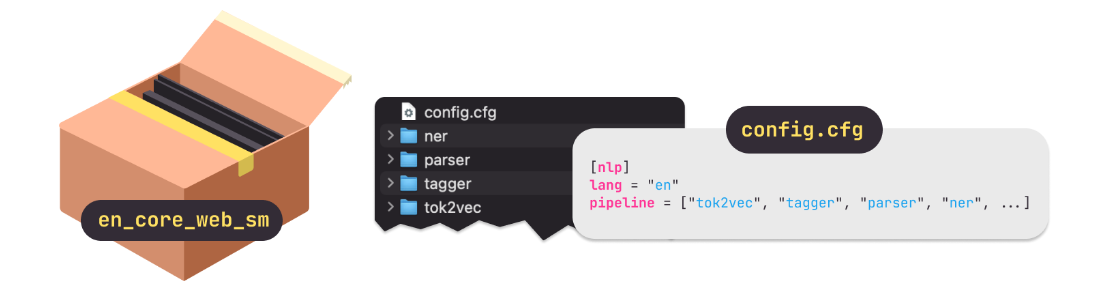 en_core_web_sm
config.cfg
ner
parser
tagger
tok2vec
config.cfg
[nlp]
lang = "en"
pipeline = ["tok2vec", "tagger", "parser", "ner", ...]